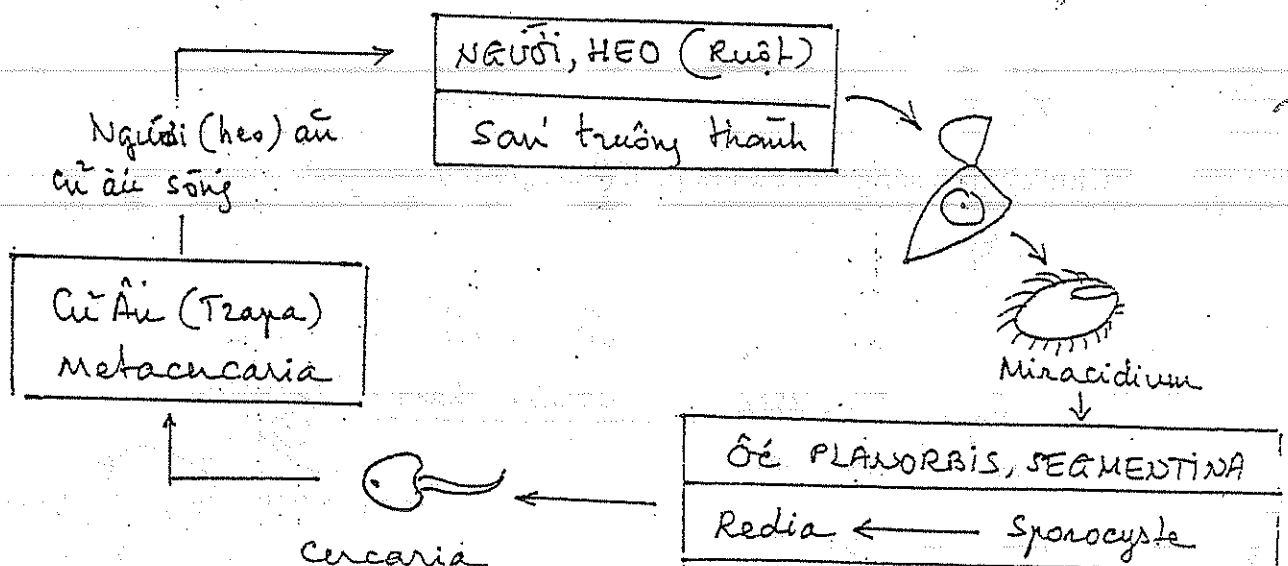 NGƯỜI, HEO (Ruột)
Sán trưởng thành
Người (heo) ăn
củ ấu sống
Củ Ấu (Trapa)
Metacercaria
Miracidium
Ốc PLANORBIS, SEGMENTINA
Redia ← Sporocyste
Cercaria